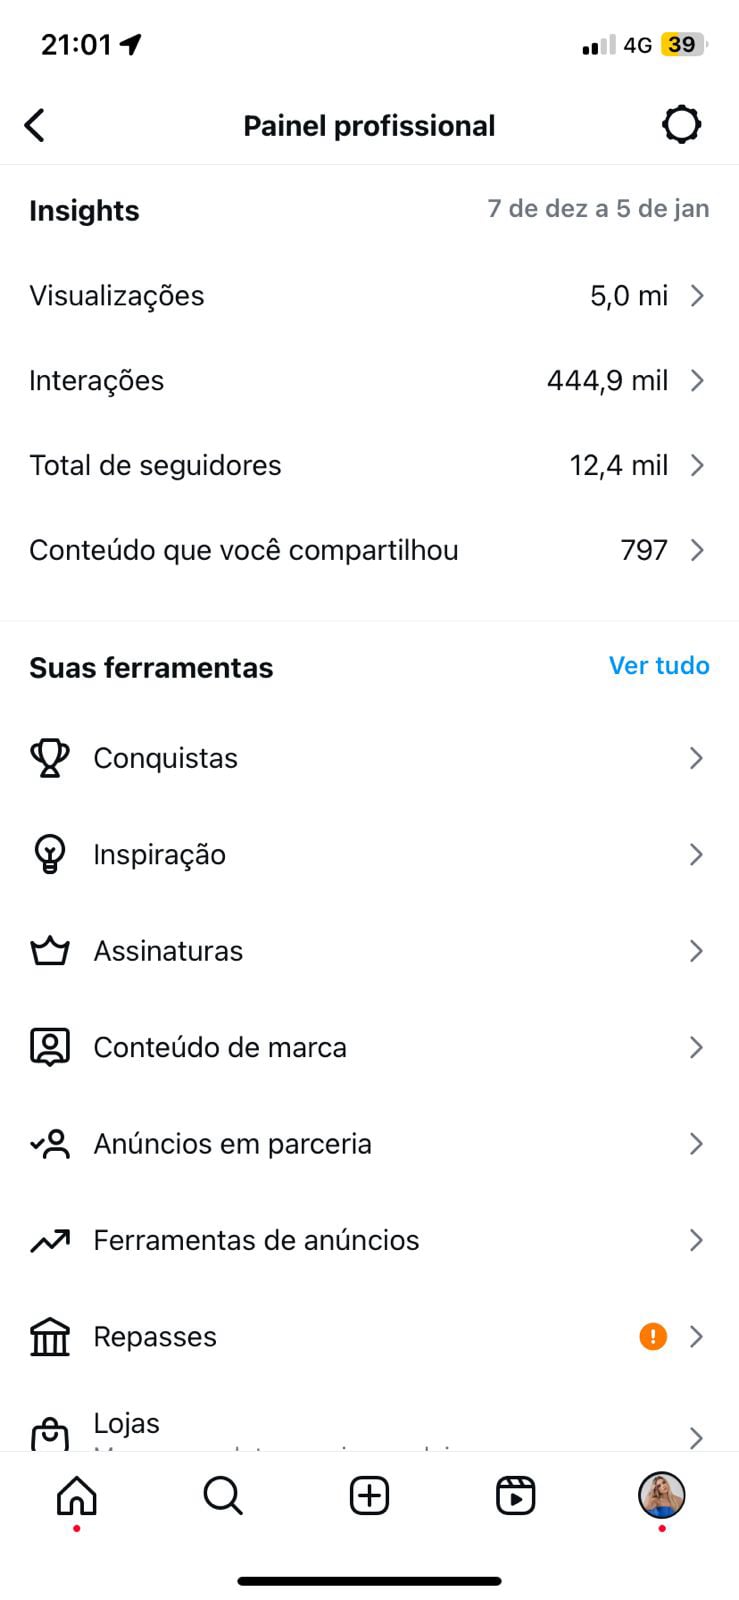 21:01
4G 39
Painel profissional
Insights 7 de dez a 5 de jan
Visualizações 5,0 mi
Interações 444,9 mil
Total de seguidores 12,4 mil
Conteúdo que você compartilhou 797
Suas ferramentas Ver tudo
Conquistas
Inspiração
Assinaturas
Conteúdo de marca
Anúncios em parceria
Ferramentas de anúncios
Repasses
Lojas